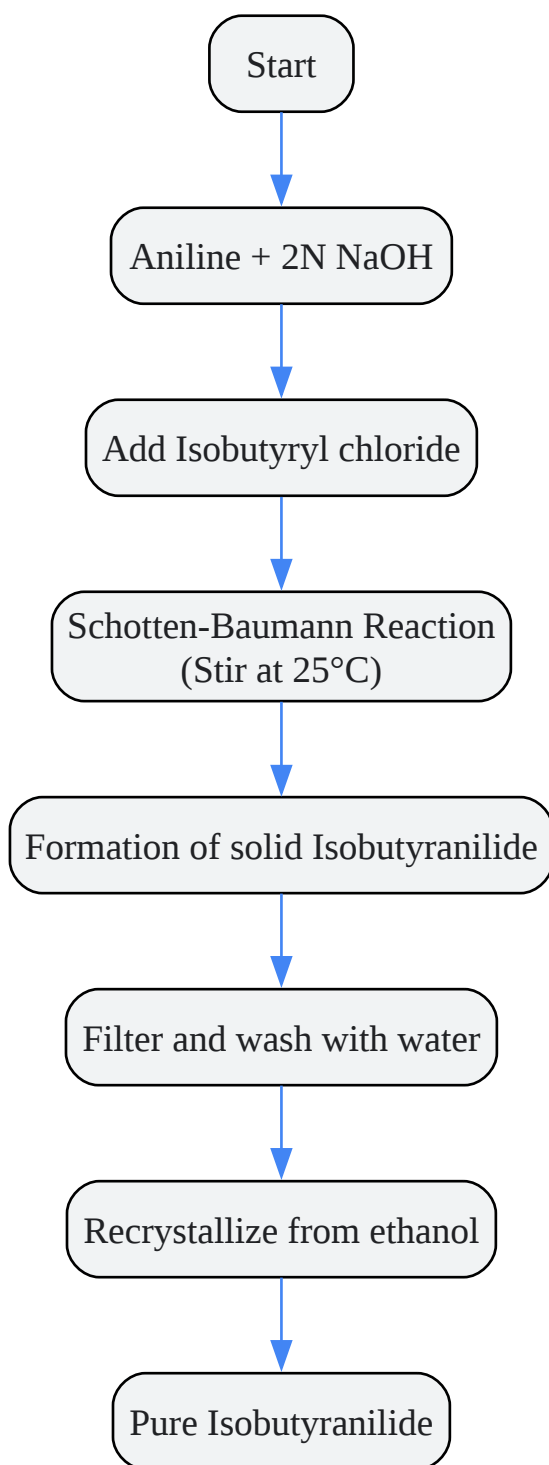 Start
Aniline + 2N NaOH
Add Isobutyryl chloride
Schotten-Baumann Reaction
(Stir at 25°C)
Formation of solid Isobutyranilide
Filter and wash with water
Recrystallize from ethanol
Pure Isobutyranilide